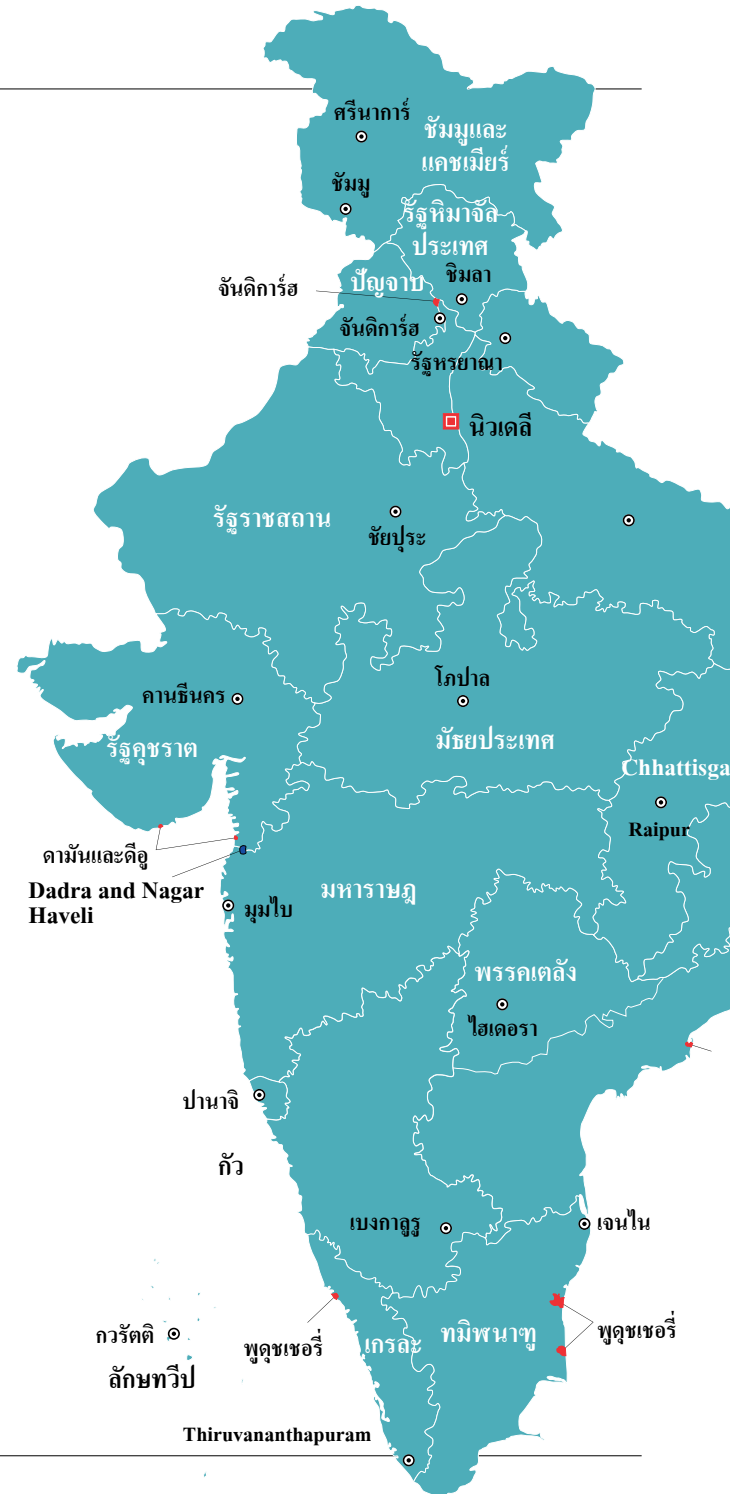 ศรีนาการ์
ชัมมูและ
แคชเมียร์
ชัมมู
รัฐหิมาจัล
ประเทศ
ชิมลา
ปัญจาบ
จันดิการ์ฮ
จันดิการ์ฮ
รัฐหรยาณา
นิวเดลี
รัฐราชสถาน
ชัยปุระ
โภปาล
คานธีนคร
มัธยประเทศ
รัฐคุชราต
Chhattisga
Raipur
ดามันและดีอู
Dadra and Nagar
Haveli
มหาราษฎ
มุมไบ
พรรคเตลัง
ไฮเดอรา
ปานาจิ
กัว
เบงกาลูรู
เจนไน
กวรัตติ
ลักษทวีป
พูดุชเชอรี่
เกรละ
ทมิฬนาฑู
พูดุชเชอรี่
Thiruvananthapuram